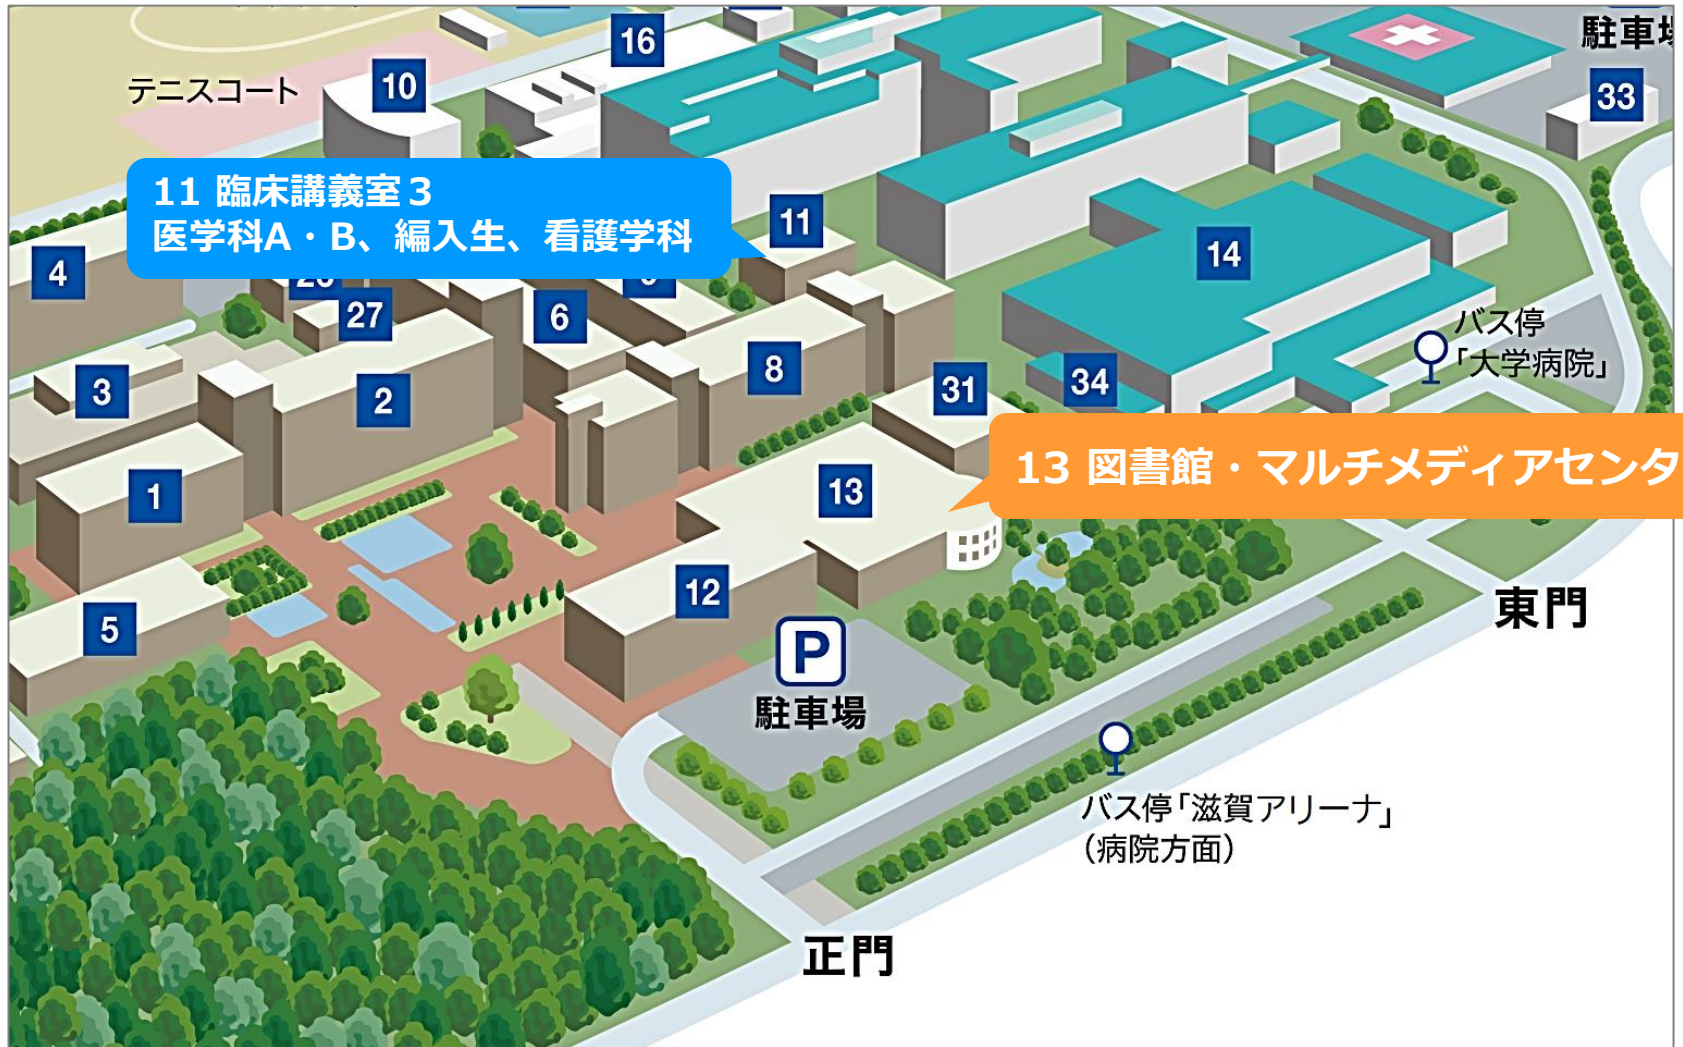 駐車場
16
10
テニスコート
33
11 臨床講義室３
医学科A・B、編入生、看護学科
11
14
4
27
6
バス停
「大学病院」
3
2
8
31
34
13 図書館・マルチメディアセンタ
1
13
12
東門
5
P
駐車場
バス停「滋賀アリーナ」
（病院方面）
正門